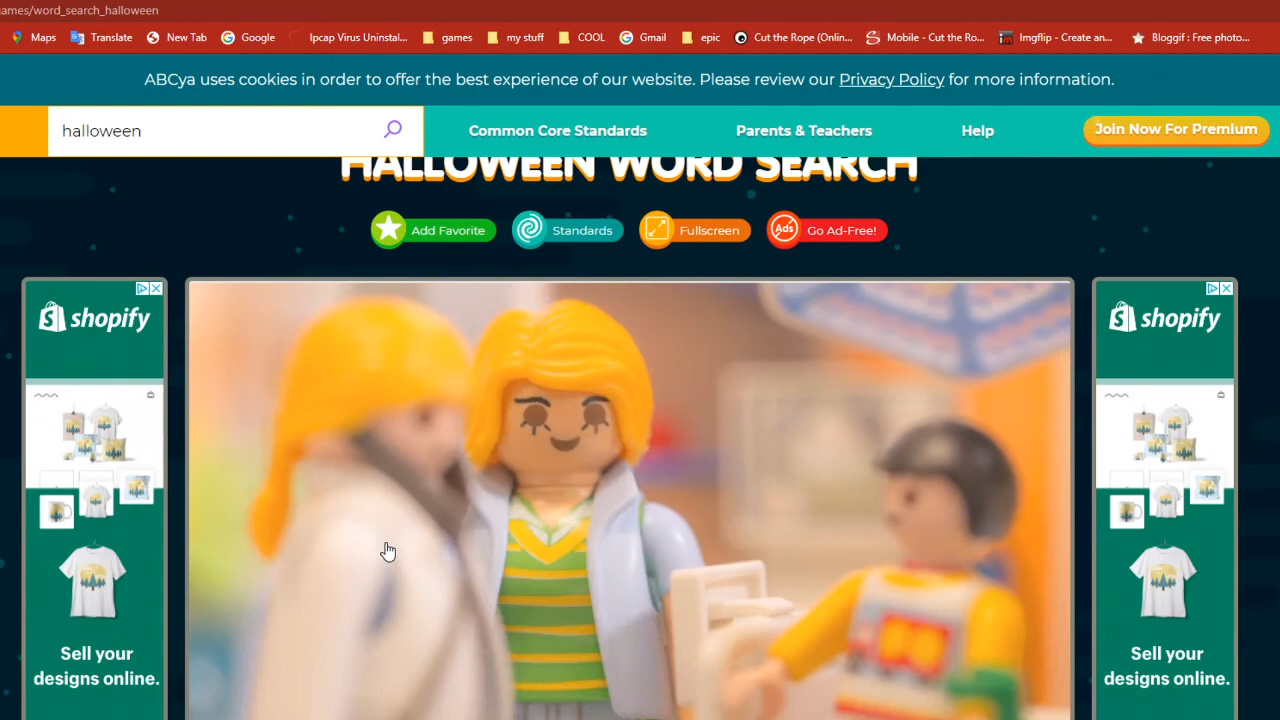 games/word_search_halloween
Maps Translate New Tab Google Ipcap Virus Uninstal... games my stuff COOL Gmail epic Cut the Rope (Onlin... Mobile - Cut the Ro... Imgflip - Create an... Bloggif : Free photo...
ABCya uses cookies in order to offer the best experience of our website. Please review our Privacy Policy for more information.
halloween Common Core Standards Parents & Teachers Help Join Now For Premium
HALLOWEEN WORD SEARCH
Add Favorite Standards Fullscreen Ads Go Ad-Free!
shopify
Sell your
designs online.
shopify
Sell your
designs online.